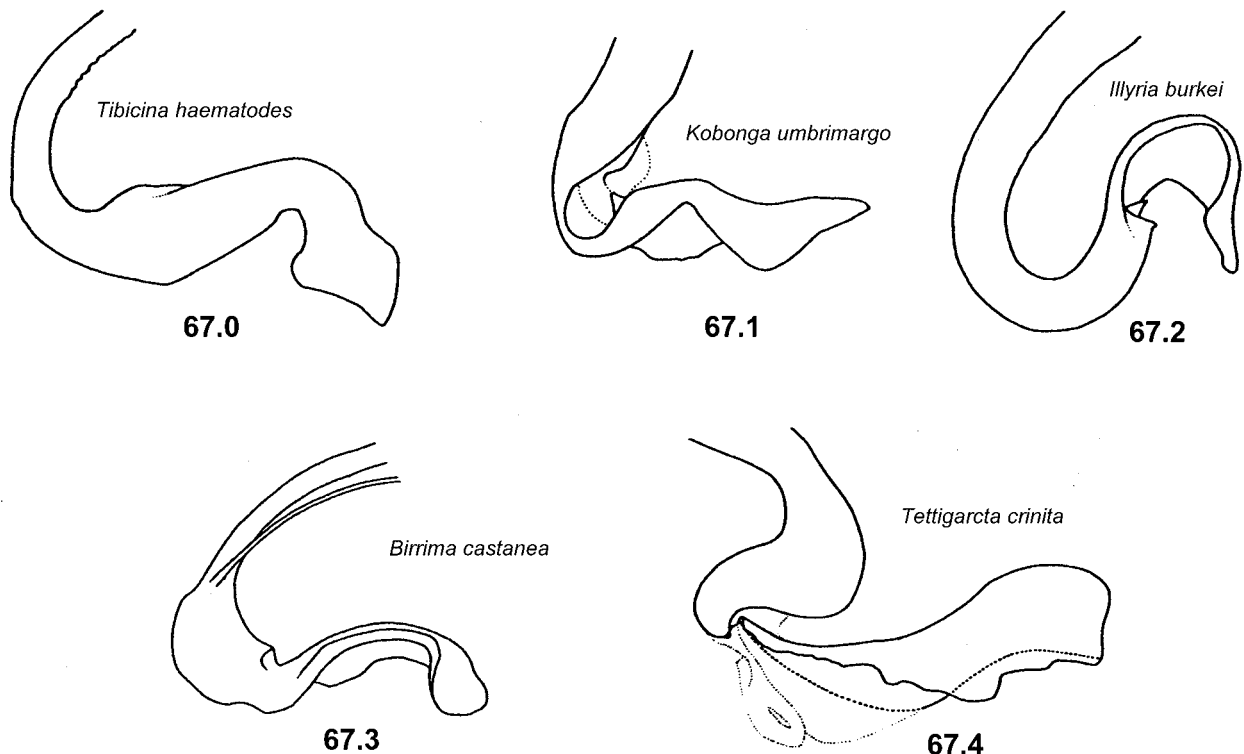 Tibicina haematodes
67.0
Kobonga umbrimargo
67.1
Illyria burkei
67.2
Birrima castanea
67.3
Tettigarcta crinita
67.4